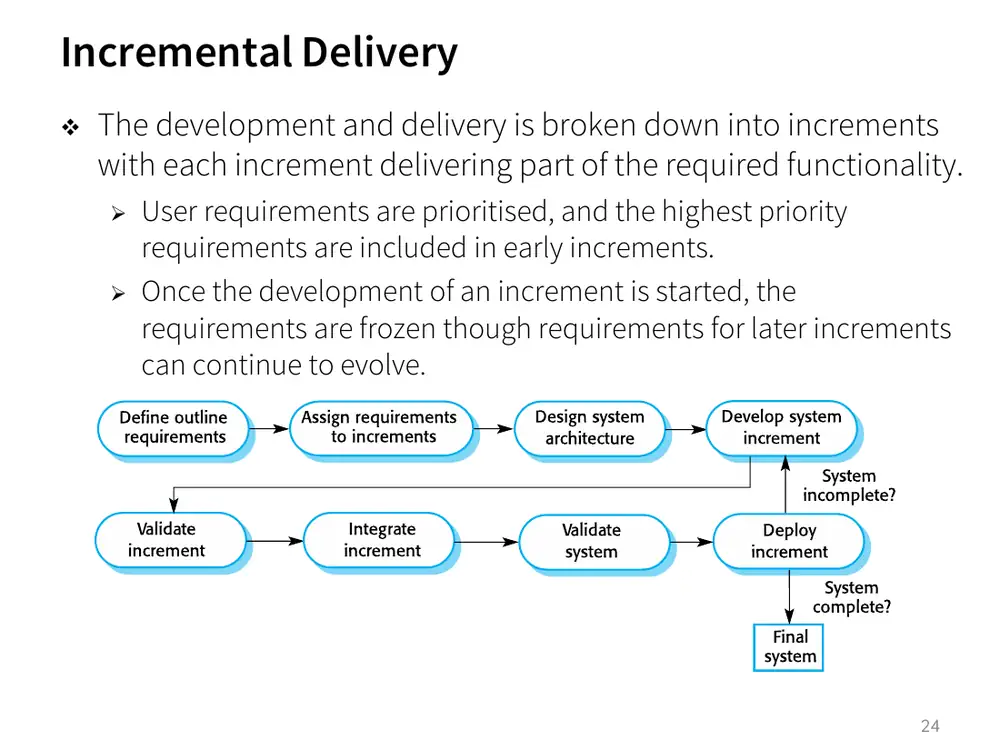 Incremental Delivery
❖ The development and delivery is broken down into increments
with each increment delivering part of the required functionality.
➢ User requirements are prioritised, and the highest priority
requirements are included in early increments.
➢ Once the development of an increment is started, the
requirements are frozen though requirements for later increments
can continue to evolve.
Define outline
requirements
Assign requirements
to increments
Design system
architecture
Develop system
increment
System
incomplete?
Validate
increment
Integrate
increment
Validate
system
Deploy
increment
System
complete?
Final
system
24